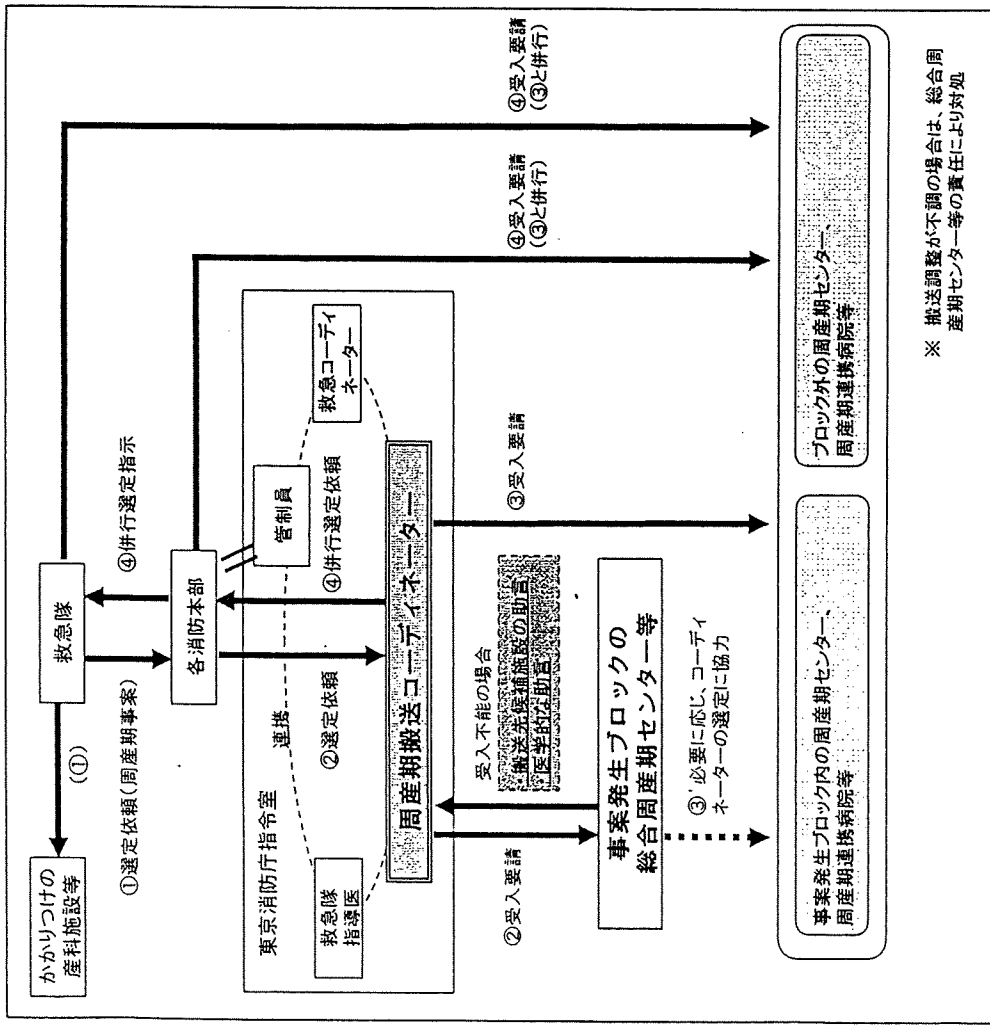 かかりつけの
産科施設等
(①)
救急隊
①選定依頼(周産期事案)
④併行選定指示
各消防本部
④受入要請
(③と併行)
④受入要請
(③と併行)
東京消防庁指令室
連携
管制員
救急隊
指導医
救急コーディ
ネーター
②選定依頼
④併行選定依頼
周産期搬送コーディネーター
②受入要請
受入不能の場合
・搬送先候補施設の助言
・医学的な助言
③受入要請
事案発生ブロックの
総合周産期センター等
③'必要に応じ、コーディ
ネーターの選定に協力
事案発生ブロック内の周産期センター、
周産期連携病院等
ブロック外の周産期センター、
周産期連携病院等
※ 搬送調整が不調の場合は、総合周
産期センター等の責任により対処